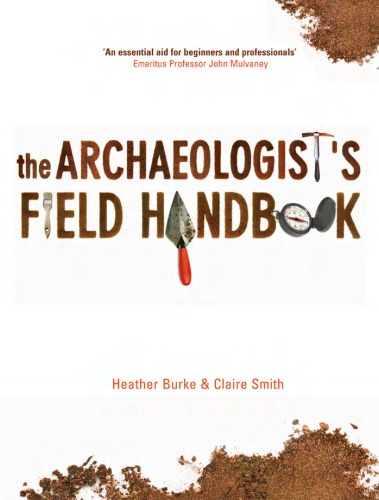 'An essential aid for beginners and professionals'
Emeritus Professor John Mulvaney
the ARCHAEOLOGIST'S
FIELD HANDBOOK
Heather Burke & Claire Smith